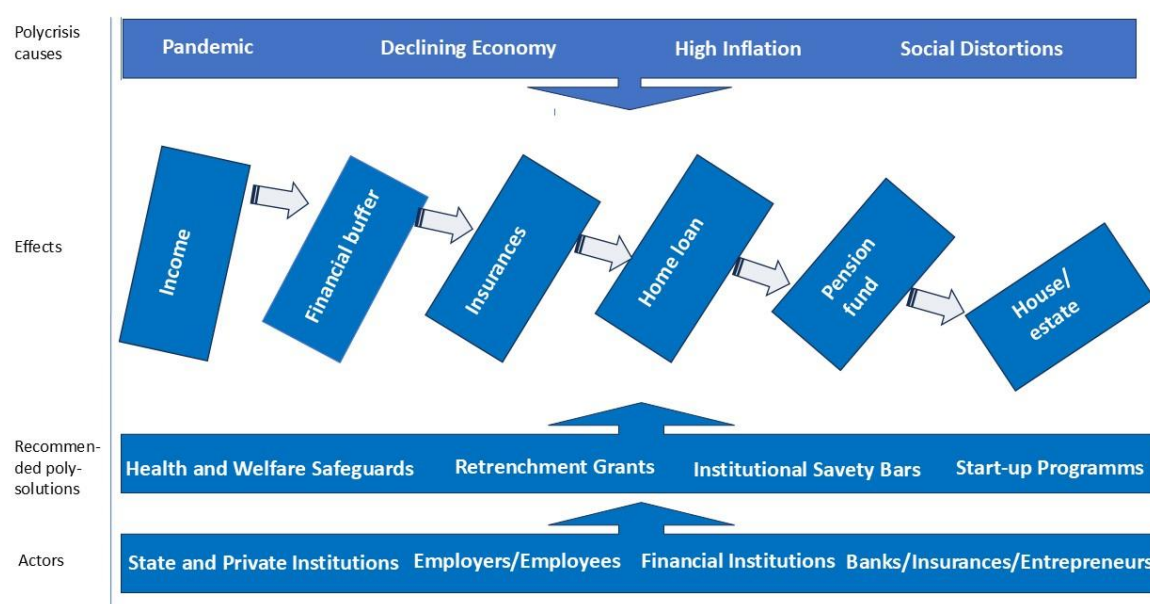 Polycrisis
causes
Pandemic
Declining Economy
High Inflation
Social Distortions
Effects
Income
Financial buffer
Insurances
Home loan
Pension
fund
House/
estate
Recommen-
ded poly-
solutions
Health and Welfare Safeguards
Retrenchment Grants
Institutional Savety Bars
Start-up Programms
Actors
State and Private Institutions
Employers/Employees
Financial Institutions
Banks/Insurances/Entrepreneurs